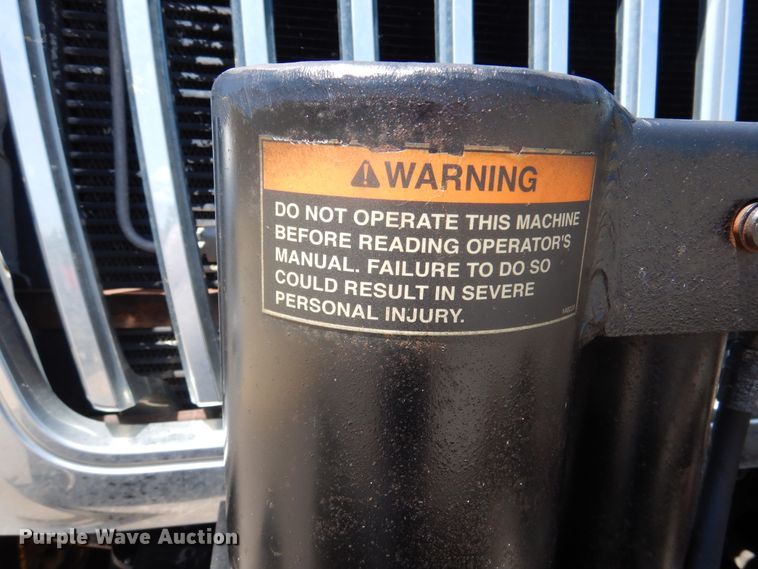 WARNING
DO NOT OPERATE THIS MACHINE
BEFORE READING OPERATOR'S
MANUAL. FAILURE TO DO SO
COULD RESULT IN SEVERE
PERSONAL INJURY.
Purple Wave Auction